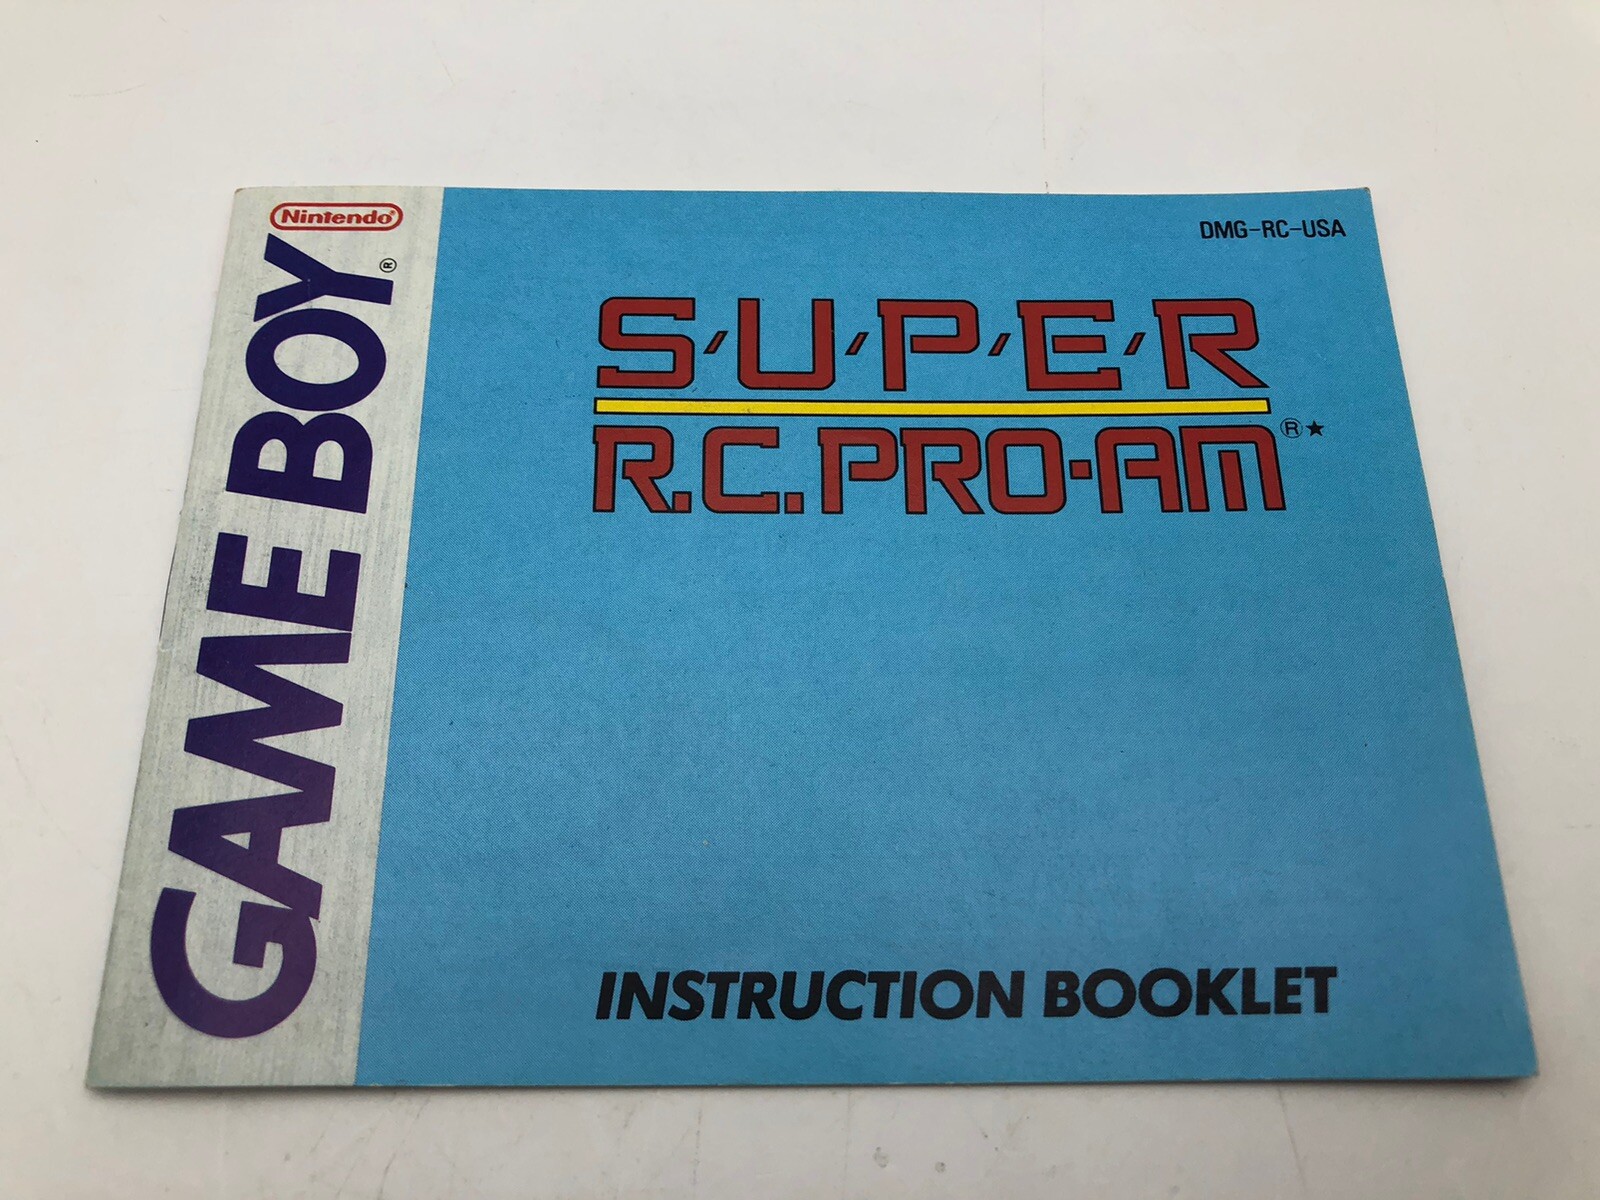 Nintendo®
GAME BOY®
DMG-RC-USA
S·U·P·E·R
R.C. PRO-AM®★
INSTRUCTION BOOKLET